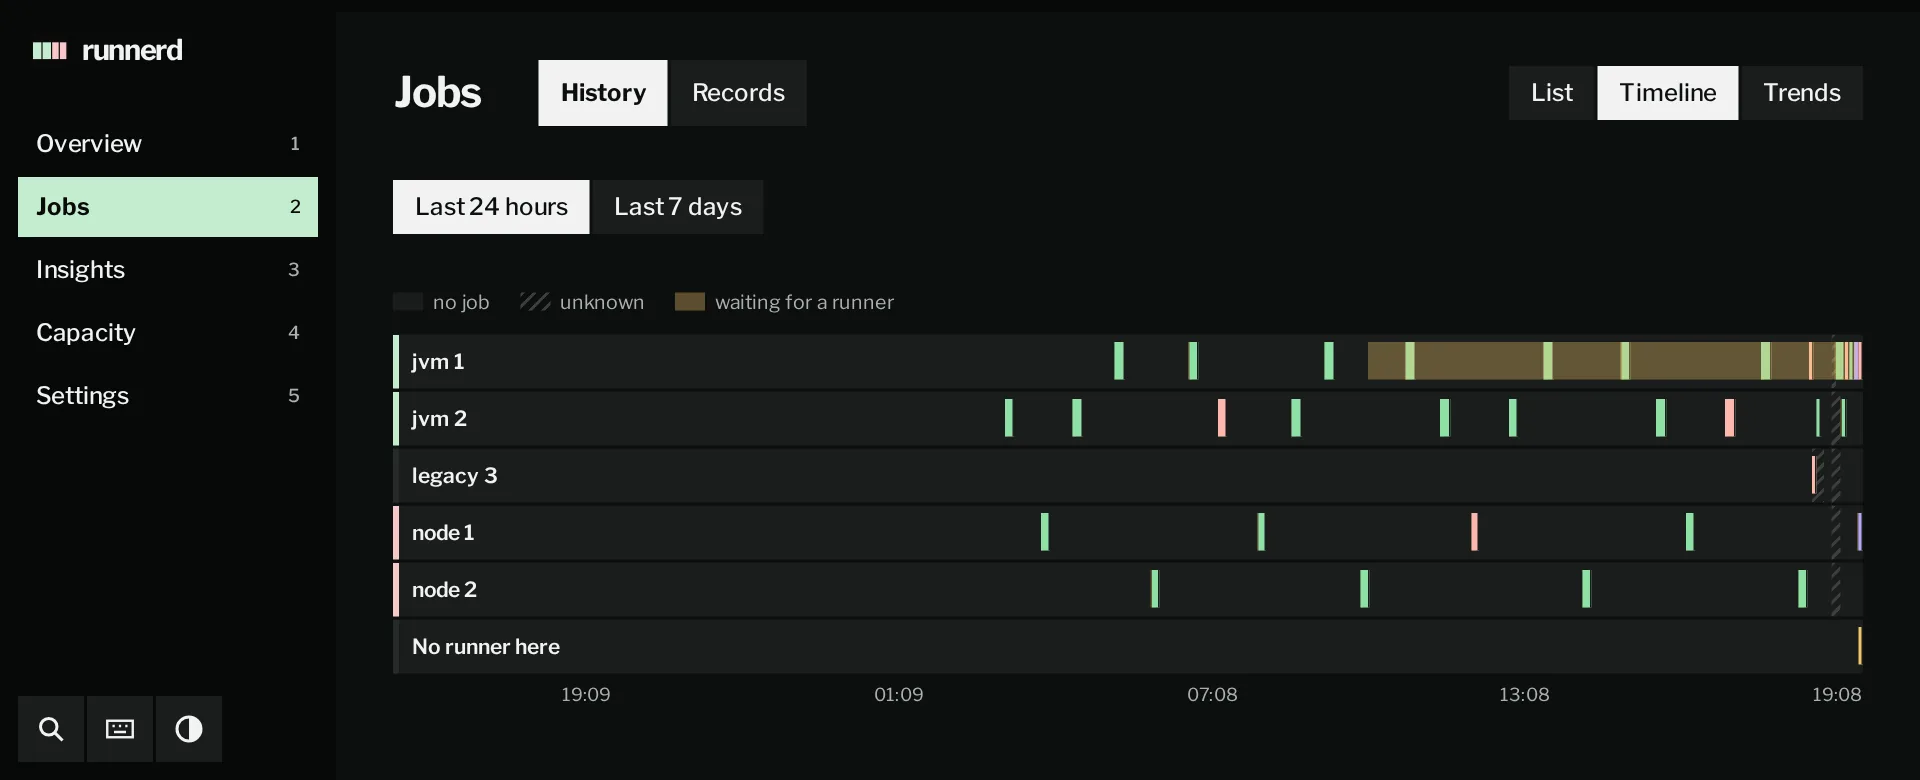 runnerd
Overview 1
Jobs 2
Insights 3
Capacity 4
Settings 5
Jobs
History Records
List Timeline Trends
Last 24 hours Last 7 days
no job unknown waiting for a runner
jvm 1
jvm 2
legacy 3
node 1
node 2
No runner here
19:09 01:09 07:08 13:08 19:08